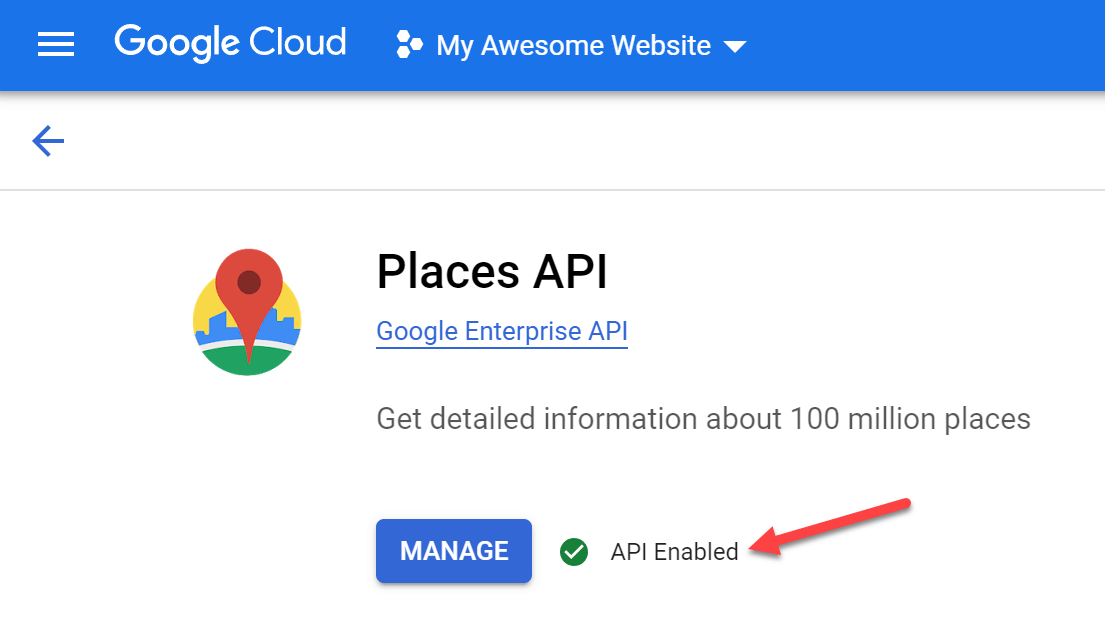 Google Cloud My Awesome Website
Places API
Google Enterprise API
Get detailed information about 100 million places
MANAGE API Enabled